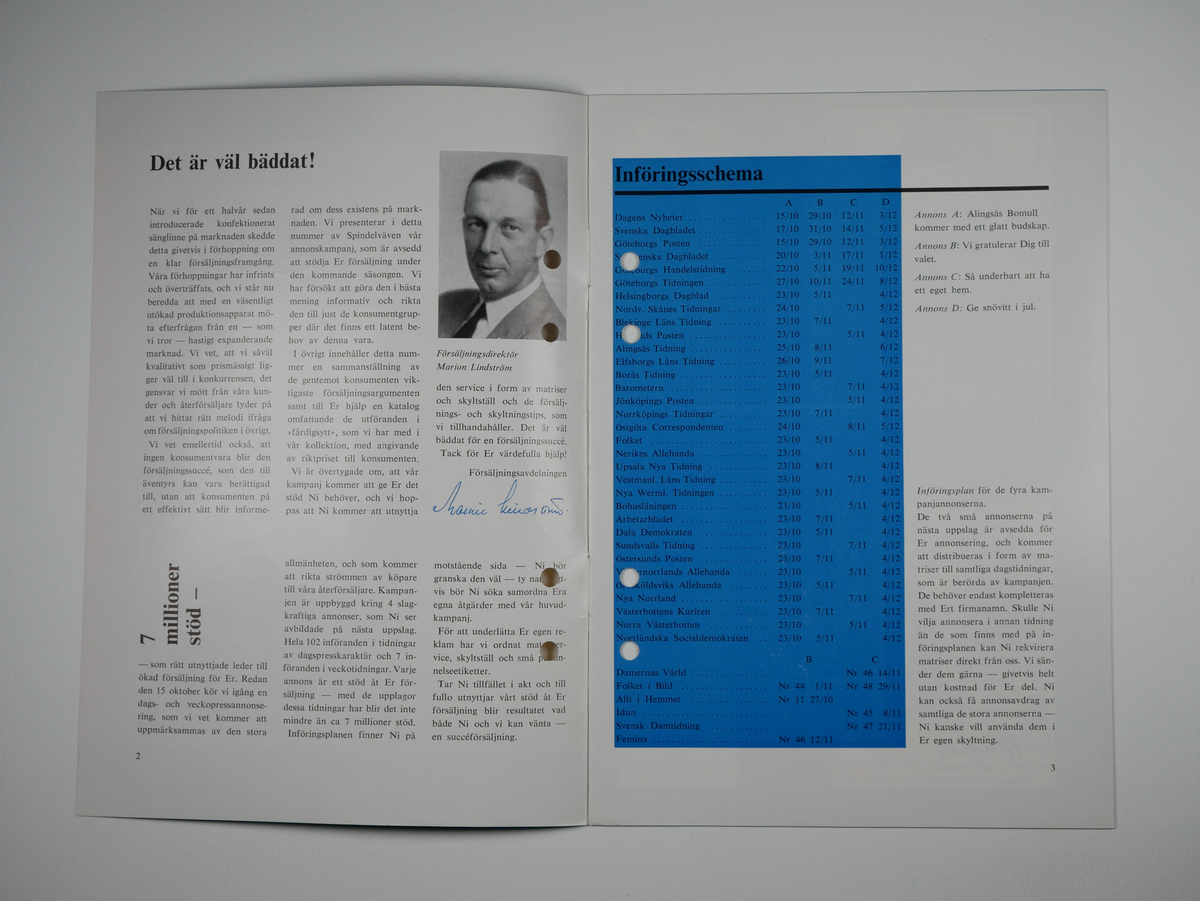 Det är väl bäddat!
När vi för ett halvår sedan
introducerade konfektionerat
sänglinne på marknaden skedde
detta givetvis i förhoppning om
en klar försäljningsframgång.
Våra förhoppningar har infriats
och överträffats, och vi står nu
beredda att med en väsentligt
utökad produktionsapparat mö-
ta efterfrågan från en — som
vi tror — hastigt expanderande
marknad. Vi vet, att vi såväl
kvalitativt som prismässigt lig-
ger väl till i konkurrensen, det
gensvar vi mött från våra kun-
der och återförsäljare tyder på
att vi hittat rätt melodi ifråga
om försäljningspolitiken i övrigt.
Vi vet emellertid också, att
ingen konsumentvara blir den
försäljningssuccé, som den till
äventyrs kan vara berättigad
till, utan att konsumenten på
ett effektivt sätt blir informe-
rad om dess existens på mark-
naden. Vi presenterar i detta
nummer av Spindelväven vår
annonskampanj, som är avsedd
att stödja Er försäljning under
den kommande säsongen. Vi
har försökt att göra den i bästa
mening informativ och rikta
den till just de konsumentgrup-
per där det finns ett latent be-
hov av denna vara.
I övrigt innehåller detta num-
mer en sammanställning av
de gentemot konsumenten vik-
tigaste försäljningsargumenten
samt till Er hjälp en katalog
omfattande de utföranden i
»färdigsytt», som vi har med i
vår kollektion, med angivande
av riktpriset till konsumenten.
Vi är övertygade om, att vår
kampanj kommer att ge Er det
stöd Ni behöver, och vi hop-
pas att Ni kommer att utnyttja
Försäljningsdirektör
Marion Lindström
den service i form av matriser
och skyltställ och de försälj-
nings- och skyltningstips, som
vi tillhandahåller. Det är väl
bäddat för en försäljningssuccé.
Tack för Er värdefulla hjälp!
Försäljningsavdelningen
Marion Lindström
7
millioner
stöd —
— som rätt utnyttjade leder till
ökad försäljning för Er. Redan
den 15 oktober kör vi igång en
dags- och veckopressannonse-
ring, som vi vet kommer att
uppmärksammas av den stora
allmänheten, och som kommer
att rikta strömmen av köpare
till våra återförsäljare. Kampan-
jen är uppbyggd kring 4 slag-
kraftiga annonser, som Ni ser
avbildade på nästa uppslag.
Hela 102 införanden i tidningar
av dagspresskaraktär och 7 in-
föranden i veckotidningar. Varje
annons är ett stöd åt Er för-
säljning — med de upplagor
dessa tidningar har blir det inte
mindre än ca 7 millioner stöd.
Införingsplanen finner Ni på
motstående sida — Ni bör
granska den väl — ty
vis bör Ni söka samordna Era
egna åtgärder med vår huvud-
kampanj.
För att underlätta Er egen re-
klam har vi ordnat
vice, skyltställ och små
nelseetiketter.
Tar Ni tillfället i akt och till
fullo utnyttjar vårt stöd åt Er
försäljning blir resultatet vad
både Ni och vi kan vänta —
en succéförsäljning.
2
Införingsschema
A B C D
Dagens Nyheter 15/10 29/10 12/11 3/12
Svenska Dagbladet 17/10 31/10 14/11 5/12
Göteborgs Posten 15/10 29/10 12/11 3/12
enska Dagbladet 20/10 3/11 17/11 1/12
Göteborgs Handelstidning 22/10 5/11 19/11 10/12
Göteborgs Tidningen 27/10 10/11 24/11 8/12
Helsingborgs Dagblad 23/10 5/11 4/12
Nordv. Skånes Tidningar 24/10 7/11 5/12
Blekinge Läns Tidning 23/10 7/11 4/12
nds Posten 23/10 5/11 4/12
Alingsås Tidning 25/10 8/11 6/12
Elfsborgs Läns Tidning 26/10 9/11 7/12
Borås Tidning 23/10 5/11 4/12
Barometern 23/10 7/11 4/12
Jönköpings Posten 23/10 5/11 4/12
Norrköpings Tidningar 23/10 7/11 4/12
Östgöta Correspondenten 24/10 8/11 5/12
Folket 23/10 5/11 4/12
Nerikes Allehanda 23/10 5/11 4/12
Upsala Nya Tidning 23/10 8/11 4/12
Vestmanl. Läns Tidning 23/10 7/11 4/12
Nya Werml. Tidningen 23/10 5/11 4/12
Bohusläningen 23/10 5/11 4/12
Arbetarbladet 23/10 7/11 4/12
Dala Demokraten 23/10 5/11 4/12
Sundsvalls Tidning 23/10 7/11 4/12
Östersunds Posten 23/10 7/11 4/12
rnorrlands Allehanda 23/10 5/11 4/12
köldsviks Allehanda 23/10 5/11 4/12
Nya Norrland 23/10 7/11 4/12
Västerbottens Kuriren 23/10 7/11 4/12
Norra Västerbotten 23/10 5/11 4/12
Norrländska Socialdemokraten 23/10 5/11 4/12
B C
Damernas Värld Nr 46 14/11
Folket i Bild Nr 44 1/11 Nr 48 29/11
Allt i Hemmet Nr 11 27/10
Idun Nr 45 8/11
Svensk Damtidning Nr 47 21/11
Femina Nr 46 12/11
Annons A: Alingsås Bomull
kommer med ett glatt budskap.
Annons B: Vi gratulerar Dig till
valet.
Annons C: Så underbart att ha
ett eget hem.
Annons D: Ge snövitt i jul.
Införingsplan för de fyra kam-
panjannonserna.
De två små annonserna på
nästa uppslag är avsedda för
Er annonsering, och kommer
att distribueras i form av ma-
triser till samtliga dagstidningar,
som är berörda av kampanjen.
De behöver endast kompletteras
med Ert firmanamn. Skulle Ni
vilja annonsera i annan tidning
än de som finns med på in-
föringsplanen kan Ni rekvirera
matriser direkt från oss. Vi sän-
der dem gärna — givetvis helt
utan kostnad för Er del. Ni
kan också få annonsavdrag av
samtliga de stora annonserna —
Ni kanske vill använda dem i
Er egen skyltning.
3